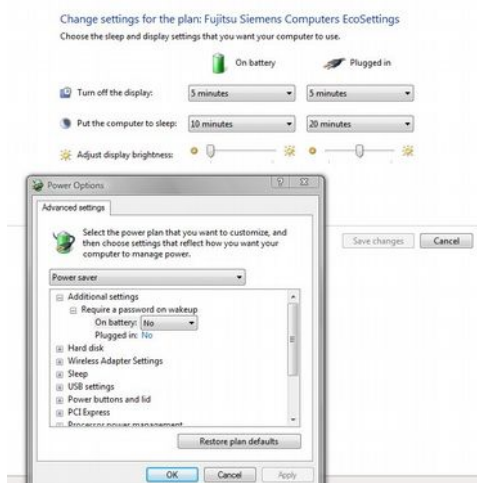 Change settings for the plan: Fujitsu Siemens Computers EcoSettings
Choose the sleep and display settings that you want your computer to use.
On battery Plugged in
Turn off the display: 5 minutes 5 minutes
Put the computer to sleep: 10 minutes 20 minutes
Adjust display brightness:
Power Options
Advanced settings
Select the power plan that you want to customize, and
then choose settings that reflect how you want your
computer to manage power.
Save changes Cancel
Power saver
Additional settings
Require a password on wakeup
On battery: No
Plugged in: No
Hard disk
Wireless Adapter Settings
Sleep
USB settings
Power buttons and lid
PCI Express
Processor power management
Restore plan defaults
OK Cancel Apply